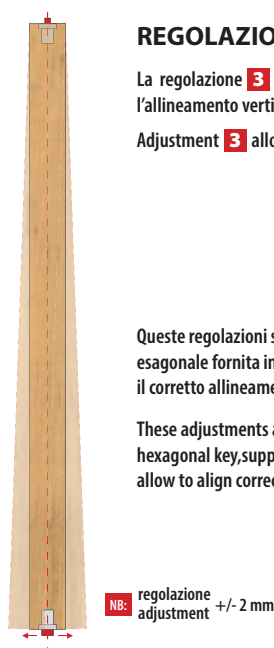 REGOLAZIO
La regolazione 3
l'allineamento verti
Adjustment 3 allo
Queste regolazioni s
esagonale fornita in
il corretto allineame
These adjustments a
hexagonal key,supp
allow to align correc
NB: regolazione
adjustment +/- 2 mm